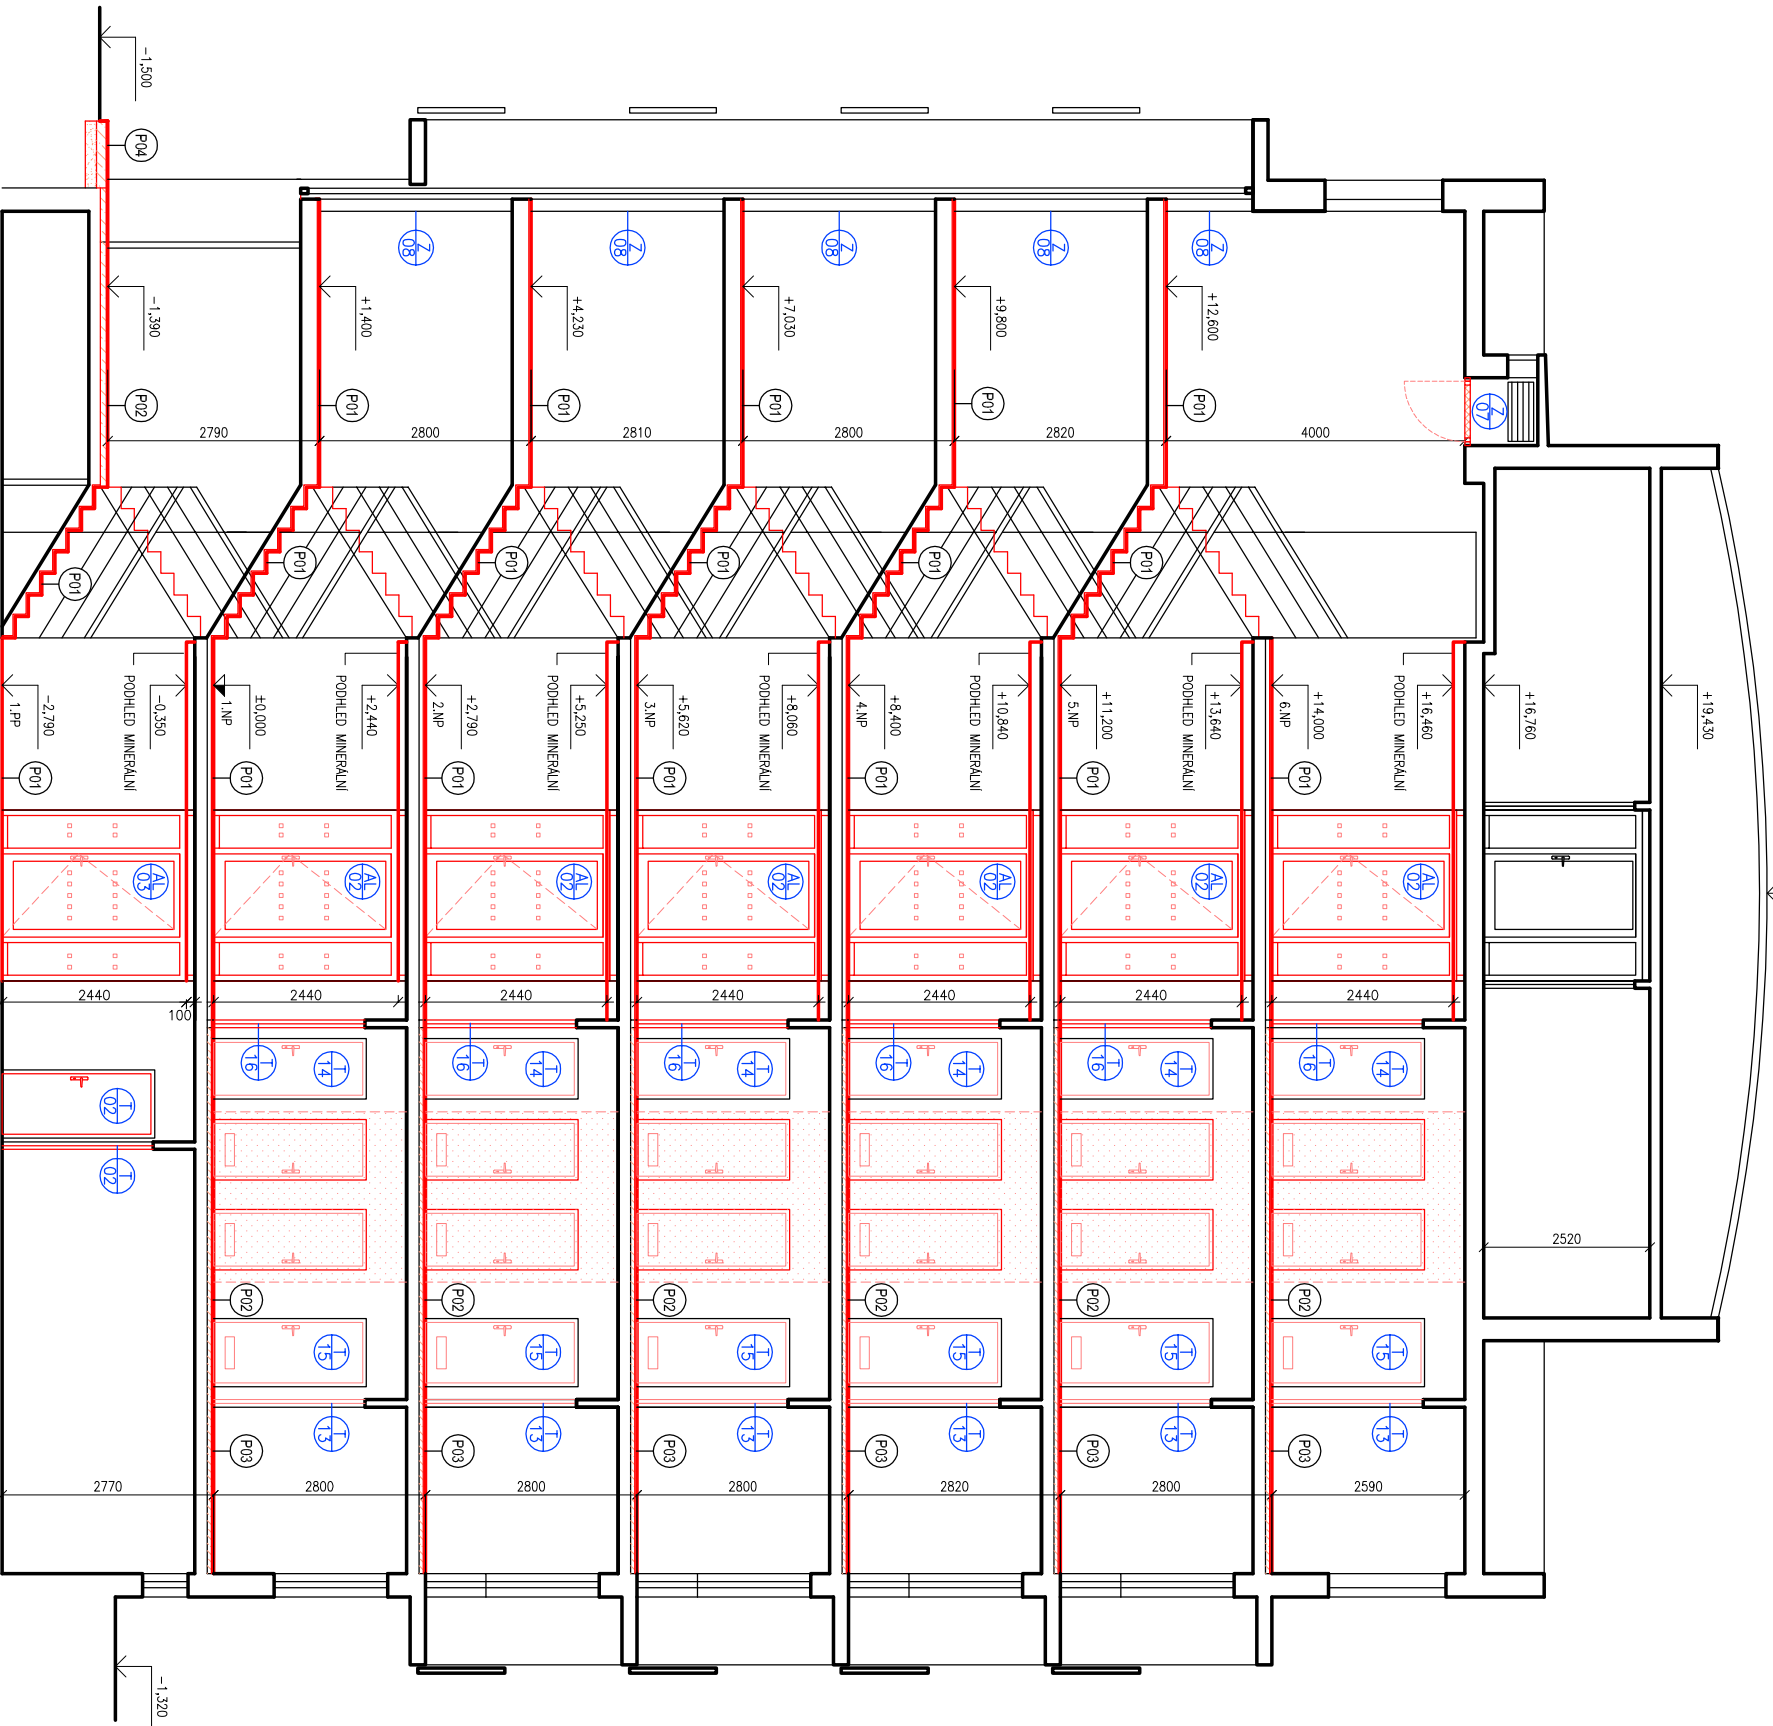 -1,500
P04
-1,390
P02
+1,400
P01
+4,230
P01
+7,030
P01
+9,800
P01
+12,600
P01
Z
08
Z
08
Z
08
Z
08
Z
08
Z
07
2790
2800
2810
2800
2820
4000
P01
P01
P01
P01
P01
P01
-2,790
1.PP
-0,350
PODHLED MINERÁLNÍ
±0,000
1.NP
+2,440
PODHLED MINERÁLNÍ
+2,790
2.NP
+5,250
PODHLED MINERÁLNÍ
+5,620
3.NP
+8,060
PODHLED MINERÁLNÍ
+8,400
4.NP
+10,840
PODHLED MINERÁLNÍ
+11,200
5.NP
+13,640
PODHLED MINERÁLNÍ
+14,000
6.NP
+16,460
PODHLED MINERÁLNÍ
+16,760
+19,430
P01
P01
P01
P01
P01
P01
P01
AL
03
AL
02
AL
02
AL
02
AL
02
AL
02
AL
02
2440
100
2440
2440
2440
2440
2440
2440
T
02
T
02
T
16
T
14
T
16
T
14
T
16
T
14
T
16
T
14
T
16
T
14
T
16
T
14
2520
P02
P02
P02
P02
P02
P02
T
15
T
15
T
15
T
15
T
15
T
15
T
13
T
13
T
13
T
13
T
13
T
13
P03
P03
P03
P03
P03
P03
2770
2800
2800
2800
2820
2800
2590
-1,320